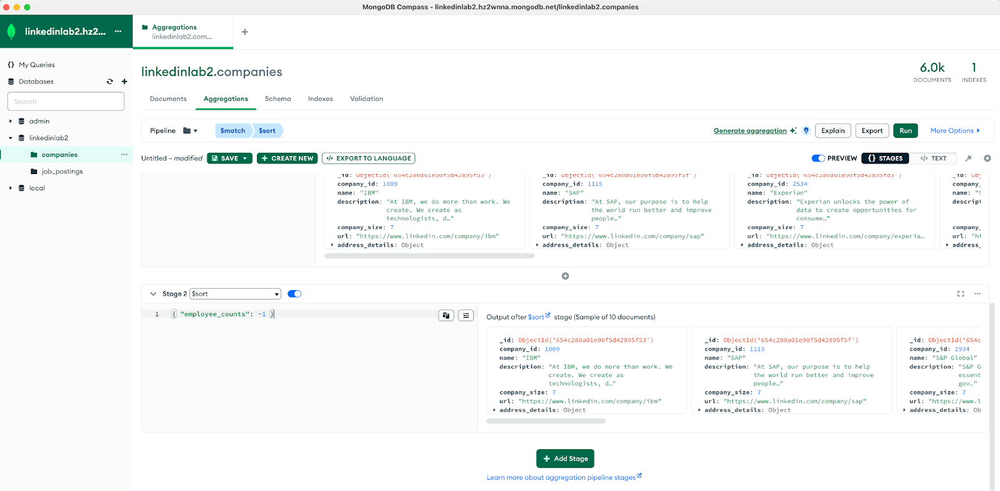 MongoDB Compass - linkedinlab2.hz2wnna.mongodb.net/linkedinlab2.companies
linkedinlab2.hz2...
Aggregations
linkedinlab2.com...
{} My Queries
Databases
Search
admin
linkedinlab2
companies
job_postings
local
linkedinlab2.companies
6.0k
DOCUMENTS
1
INDEXES
Documents Aggregations Schema Indexes Validation
Pipeline $match $sort Generate aggregation Explain Export Run More Options
Untitled – modified SAVE + CREATE NEW </> EXPORT TO LANGUAGE PREVIEW {} STAGES </> TEXT
_id: ObjectId('654c280a01e90f5d42895f53')
company_id: 1009
name: "IBM"
description: "At IBM, we do more than work. We
create. We create as
technologists, d…"
company_size: 7
url: "https://www.linkedin.com/company/ibm"
address_details: Object
_id: ObjectId('654c280a01e90f5d42895f5f')
company_id: 1115
name: "SAP"
description: "At SAP, our purpose is to help
the world run better and improve
people…"
company_size: 7
url: "https://www.linkedin.com/company/sap"
address_details: Object
_id: ObjectId('654c280a01e90f5d42895fd3')
company_id: 2534
name: "Experian"
description: "Experian unlocks the power of
data to create opportunities for
consume…"
company_size: 7
url: "https://www.linkedin.com/company/experia…
address_details: Object
_id: Obj
company_
name: "S
descript
company_
url: "ht
address_
Stage 2 $sort
1 { "employee_counts": -1 }
Output after $sort stage (Sample of 10 documents)
_id: ObjectId('654c280a01e90f5d42895f53')
company_id: 1009
name: "IBM"
description: "At IBM, we do more than work. We
create. We create as
technologists, d…"
company_size: 7
url: "https://www.linkedin.com/company/ibm"
address_details: Object
_id: ObjectId('654c280a01e90f5d42895f5f')
company_id: 1115
name: "SAP"
description: "At SAP, our purpose is to help
the world run better and improve
people…"
company_size: 7
url: "https://www.linkedin.com/company/sap"
address_details: Object
_id: ObjectId('654c
company_id: 2934
name: "S&P Global"
description: "S&P G
essent
gov…"
company_size: 7
url: "https://www.l
address_details: Ob
+ Add Stage
Learn more about aggregation pipeline stages